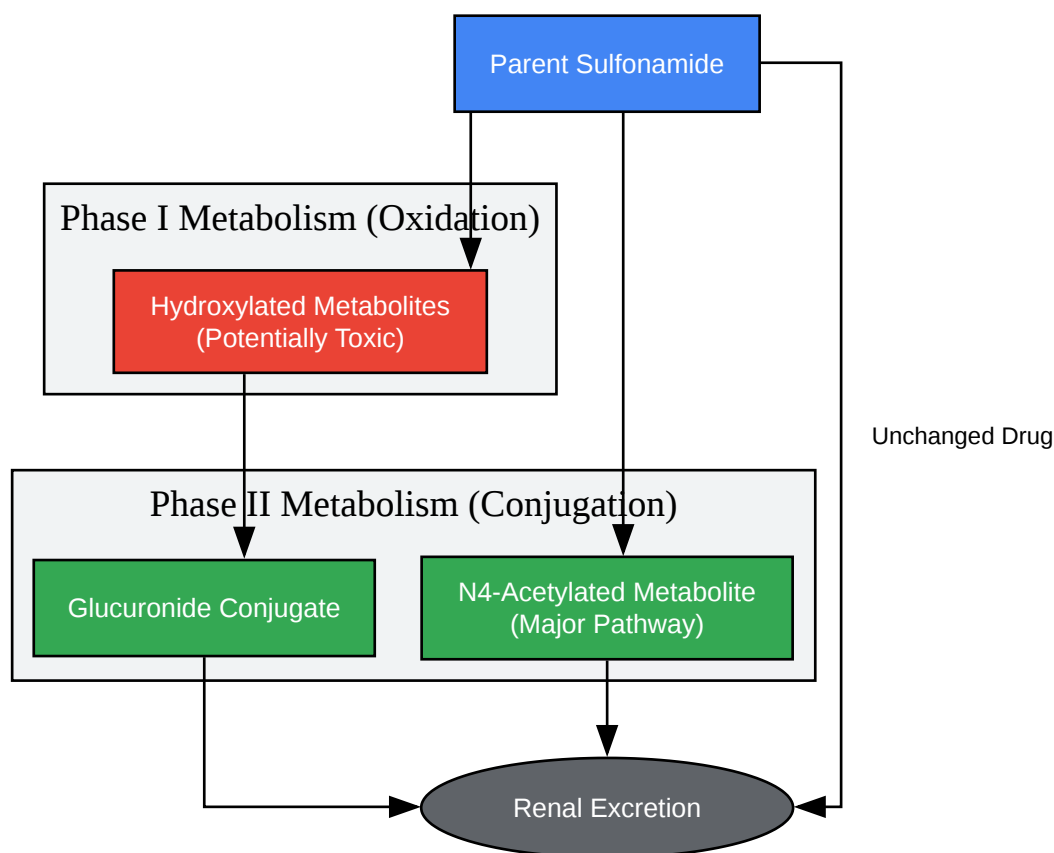 Parent Sulfonamide
Phase I Metabolism (Oxidation)
Hydroxylated Metabolites
(Potentially Toxic)
Unchanged Drug
Phase II Metabolism (Conjugation)
Glucuronide Conjugate
N4-Acetylated Metabolite
(Major Pathway)
Renal Excretion